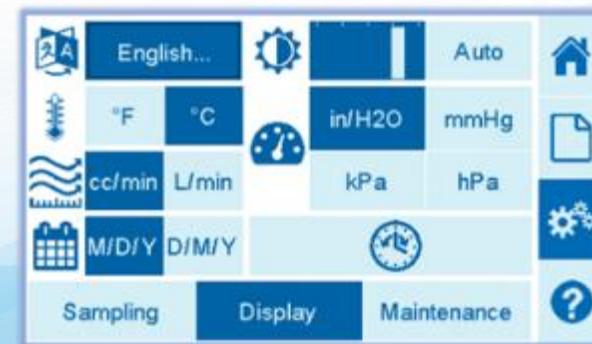 English...
Auto
°F °C
in/H2O mmHg
cc/min L/min
kPa hPa
M/D/Y D/M/Y
Sampling Display Maintenance